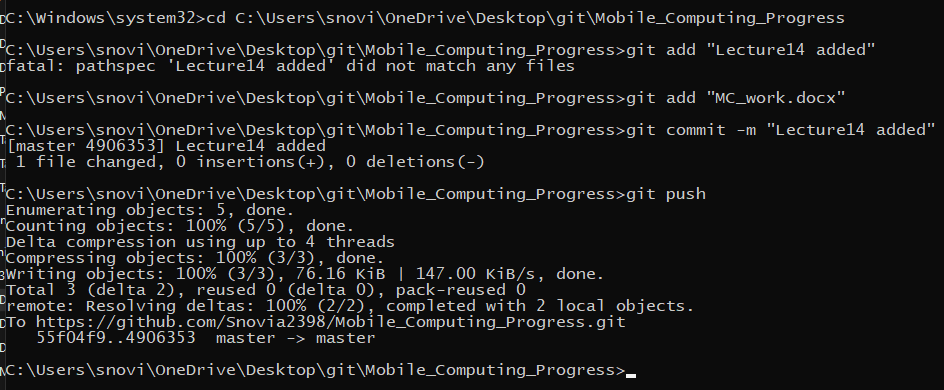 C:\Windows\system32>cd C:\Users\snovi\OneDrive\Desktop\git\Mobile_Computing_Progress
C:\Users\snovi\OneDrive\Desktop\git\Mobile_Computing_Progress>git add "Lecture14 added"
fatal: pathspec 'Lecture14 added' did not match any files
C:\Users\snovi\OneDrive\Desktop\git\Mobile_Computing_Progress>git add "MC_work.docx"
C:\Users\snovi\OneDrive\Desktop\git\Mobile_Computing_Progress>git commit -m "Lecture14 added"
[master 4906353] Lecture14 added
1 file changed, 0 insertions(+), 0 deletions(-)
C:\Users\snovi\OneDrive\Desktop\git\Mobile_Computing_Progress>git push
Enumerating objects: 5, done.
Counting objects: 100% (5/5), done.
Delta compression using up to 4 threads
Compressing objects: 100% (3/3), done.
Writing objects: 100% (3/3), 76.16 KiB | 147.00 KiB/s, done.
Total 3 (delta 2), reused 0 (delta 0), pack-reused 0
remote: Resolving deltas: 100% (2/2), completed with 2 local objects.
To https://github.com/Snovia2398/Mobile_Computing_Progress.git
55f04f9..4906353 master -> master
C:\Users\snovi\OneDrive\Desktop\git\Mobile_Computing_Progress>